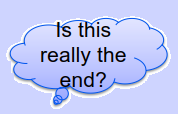 Is this
really the
end?